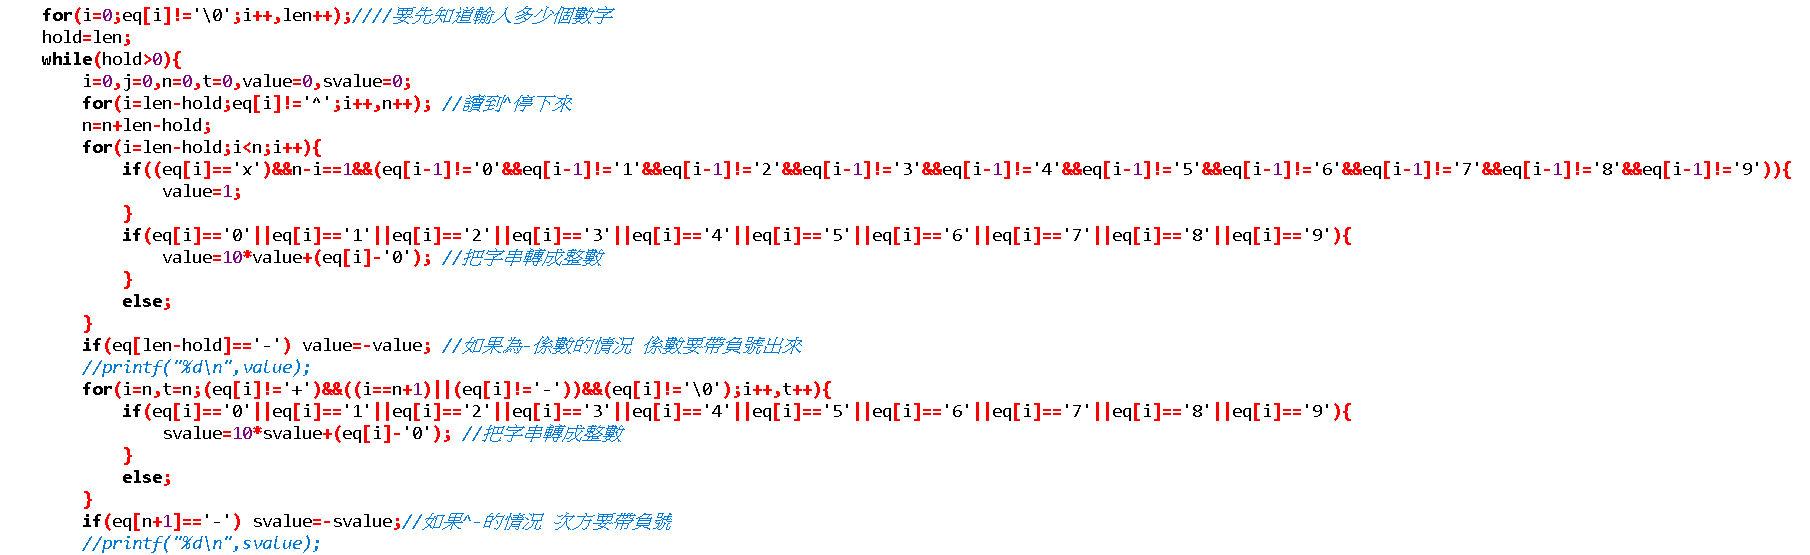 for(i=0;eq[i]!='\0';i++,len++);////要先知道輸入多少個數字
hold=len;
while(hold>0){
i=0,j=0,n=0,t=0,value=0,svalue=0;
for(i=len-hold;eq[i]!='^';i++,n++); //讀到^停下來
n=n+len-hold;
for(i=len-hold;i<n;i++){
if((eq[i]=='x')&&n-i==1&&(eq[i-1]!='0'&&eq[i-1]!='1'&&eq[i-1]!='2'&&eq[i-1]!='3'&&eq[i-1]!='4'&&eq[i-1]!='5'&&eq[i-1]!='6'&&eq[i-1]!='7'&&eq[i-1]!='8'&&eq[i-1]!='9')){
value=1;
}
if(eq[i]=='0'||eq[i]=='1'||eq[i]=='2'||eq[i]=='3'||eq[i]=='4'||eq[i]=='5'||eq[i]=='6'||eq[i]=='7'||eq[i]=='8'||eq[i]=='9'){
value=10*value+(eq[i]-'0'); //把字串轉成整數
}
else;
}
if(eq[len-hold]=='-') value=-value; //如果為-係數的情況 係數要帶負號出來
//printf("%d\n",value);
for(i=n,t=n;(eq[i]!='+')&&((i==n+1)||(eq[i]!='-'))&&(eq[i]!='\0');i++,t++){
if(eq[i]=='0'||eq[i]=='1'||eq[i]=='2'||eq[i]=='3'||eq[i]=='4'||eq[i]=='5'||eq[i]=='6'||eq[i]=='7'||eq[i]=='8'||eq[i]=='9'){
svalue=10*svalue+(eq[i]-'0'); //把字串轉成整數
}
else;
}
if(eq[n+1]=='-') svalue=-svalue;//如果^-的情況 次方要帶負號
//printf("%d\n",svalue);